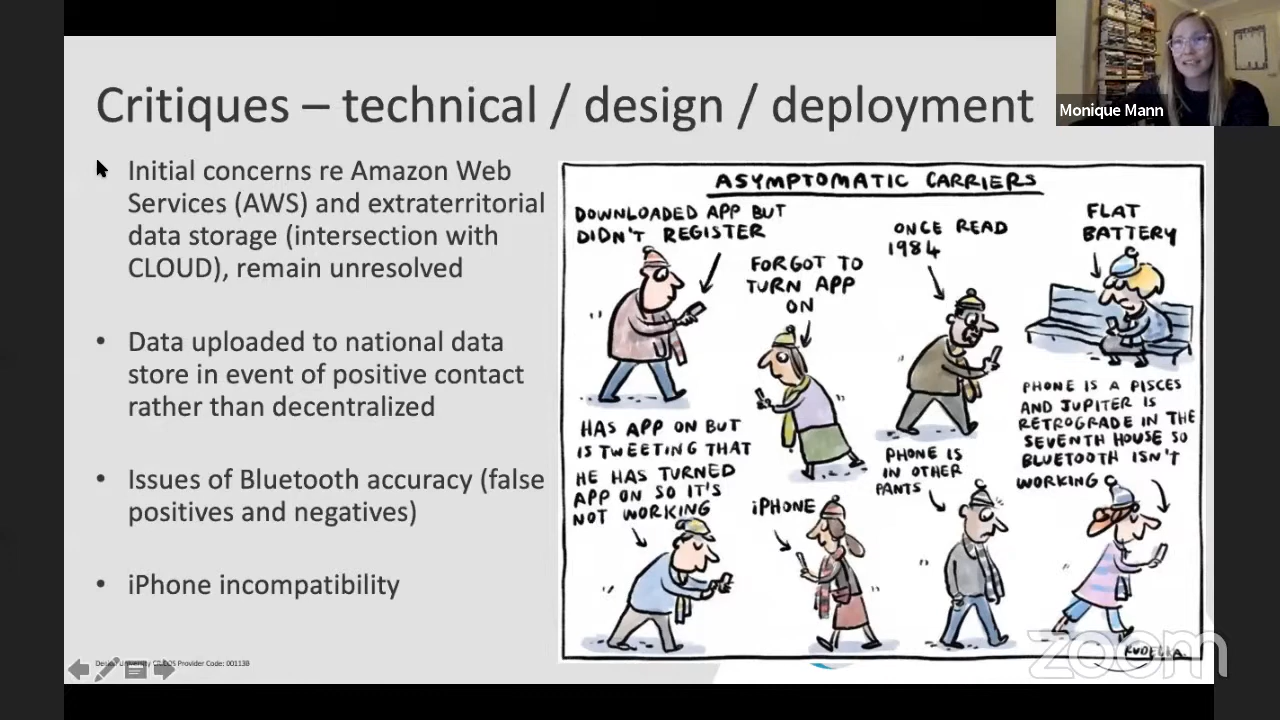 Critiques – technical / design / deployment
Monique Mann
Initial concerns re Amazon Web
Services (AWS) and extraterritorial
data storage (intersection with
CLOUD), remain unresolved
• Data uploaded to national data
store in event of positive contact
rather than decentralized
• Issues of Bluetooth accuracy (false
positives and negatives)
• iPhone incompatibility
ASYMPTOMATIC CARRIERS
DOWNLOADED APP BUT
DIDN'T REGISTER
FORGOT TO
TURN APP
ON
ONCE READ
1984
FLAT
BATTERY
HAS APP ON BUT
IS TWEETING THAT
HE HAS TURNED
APP ON SO IT'S
NOT WORKING
iPHONE
PHONE IS
IN OTHER
PANTS
PHONE IS A PISCES
AND JUPITER IS
RETROGRADE IN THE
SEVENTH HOUSE SO
BLUETOOTH ISN'T
WORKING
KUDELKA
zoom
University Provider Code: 00113B